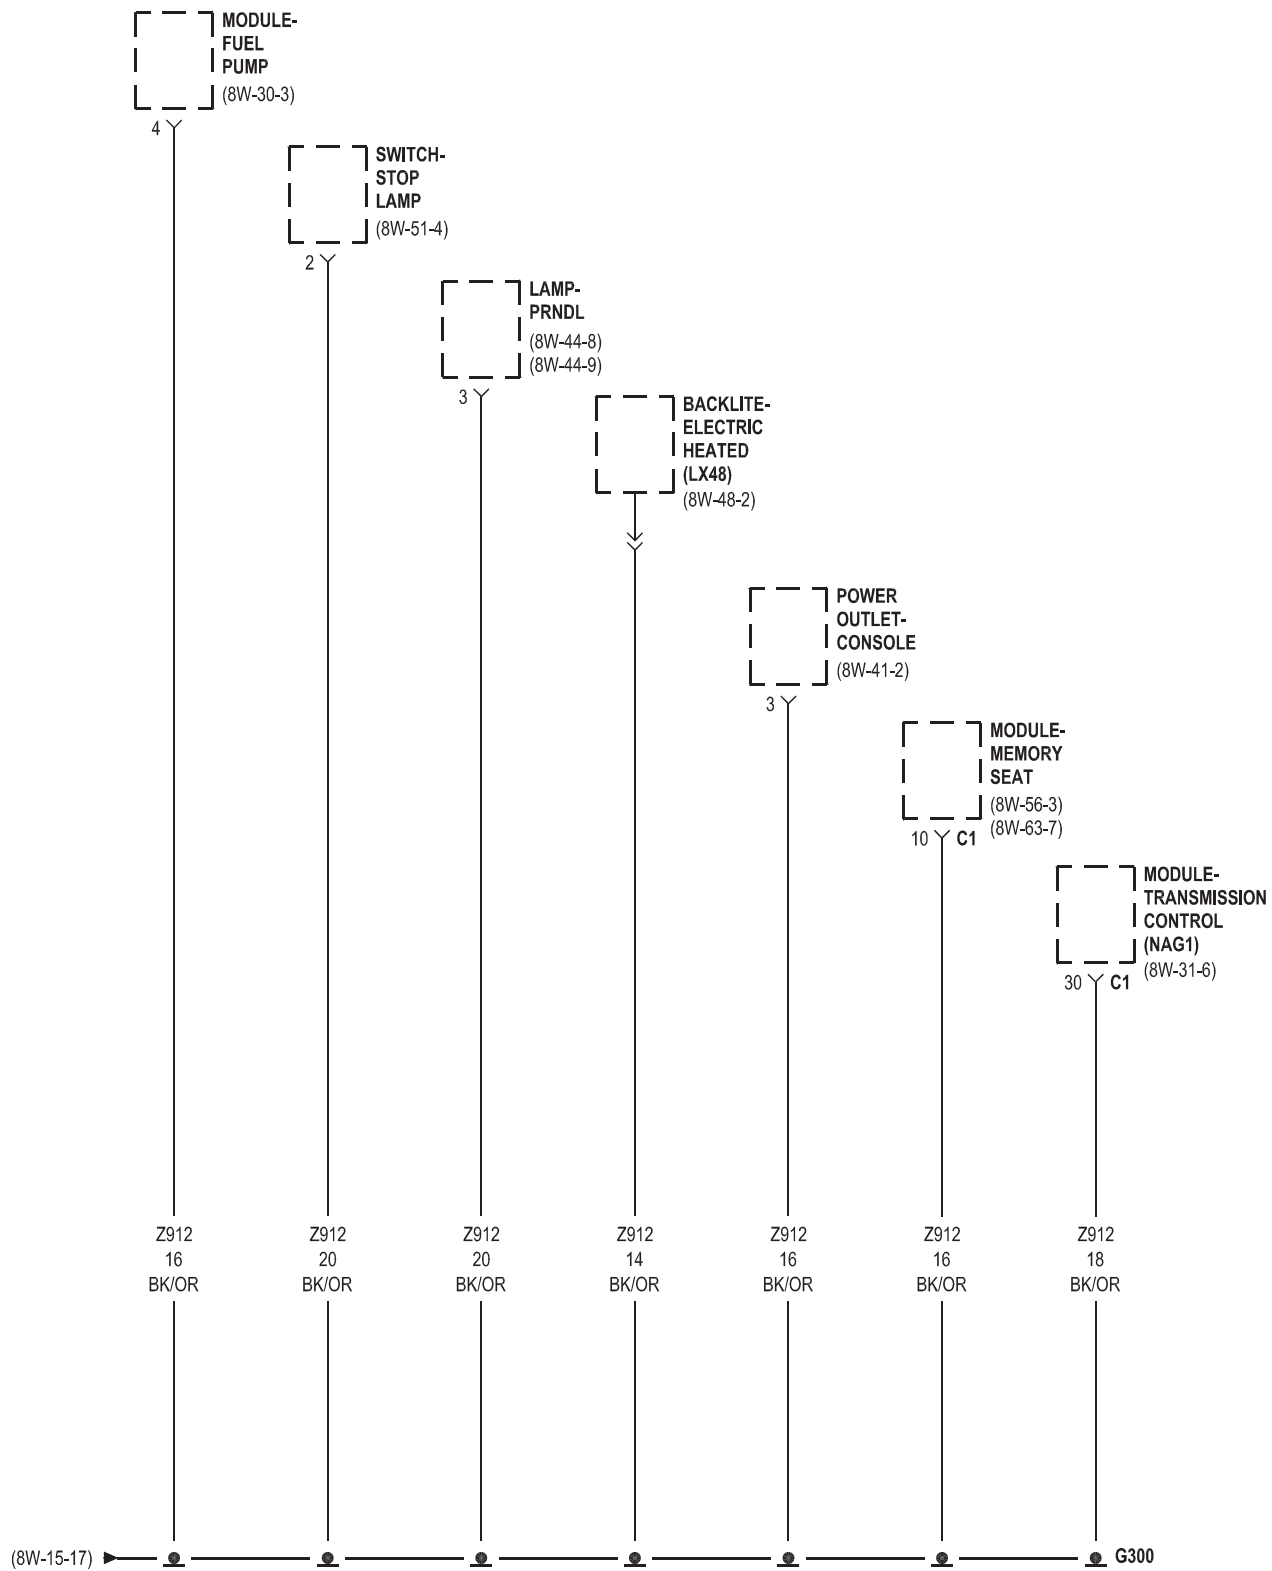 MODULE-
FUEL
PUMP
(8W-30-3)
4
SWITCH-
STOP
LAMP
(8W-51-4)
2
LAMP-
PRNDL
(8W-44-8)
(8W-44-9)
3
BACKLITE-
ELECTRIC
HEATED
(LX48)
(8W-48-2)
POWER
OUTLET-
CONSOLE
(8W-41-2)
3
MODULE-
MEMORY
SEAT
(8W-56-3)
(8W-63-7)
10 C1
MODULE-
TRANSMISSION
CONTROL
(NAG1)
(8W-31-6)
30 C1
Z912 Z912 Z912 Z912 Z912 Z912 Z912
16 20 20 14 16 16 18
BK/OR BK/OR BK/OR BK/OR BK/OR BK/OR BK/OR
(8W-15-17) G300